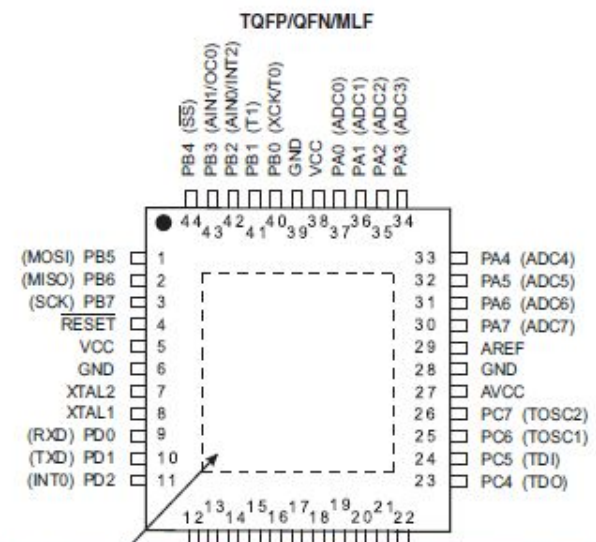 TQFP/QFN/MLF
PB4 (SS)
PB3 (AIN1/OC0)
PB2 (AIN0/INT2)
PB1 (T1)
PB0 (XCK/T0)
GND
VCC
PA0 (ADC0)
PA1 (ADC1)
PA2 (ADC2)
PA3 (ADC3)
44 43 42 41 40 39 38 37 36 35 34
(MOSI) PB5 1 33 PA4 (ADC4)
(MISO) PB6 2 32 PA5 (ADC5)
(SCK) PB7 3 31 PA6 (ADC6)
RESET 4 30 PA7 (ADC7)
VCC 5 29 AREF
GND 6 28 GND
XTAL2 7 27 AVCC
XTAL1 8 26 PC7 (TOSC2)
(RXD) PD0 9 25 PC6 (TOSC1)
(TXD) PD1 10 24 PC5 (TDI)
(INT0) PD2 11 23 PC4 (TDO)
12 13 14 15 16 17 18 19 20 21 22